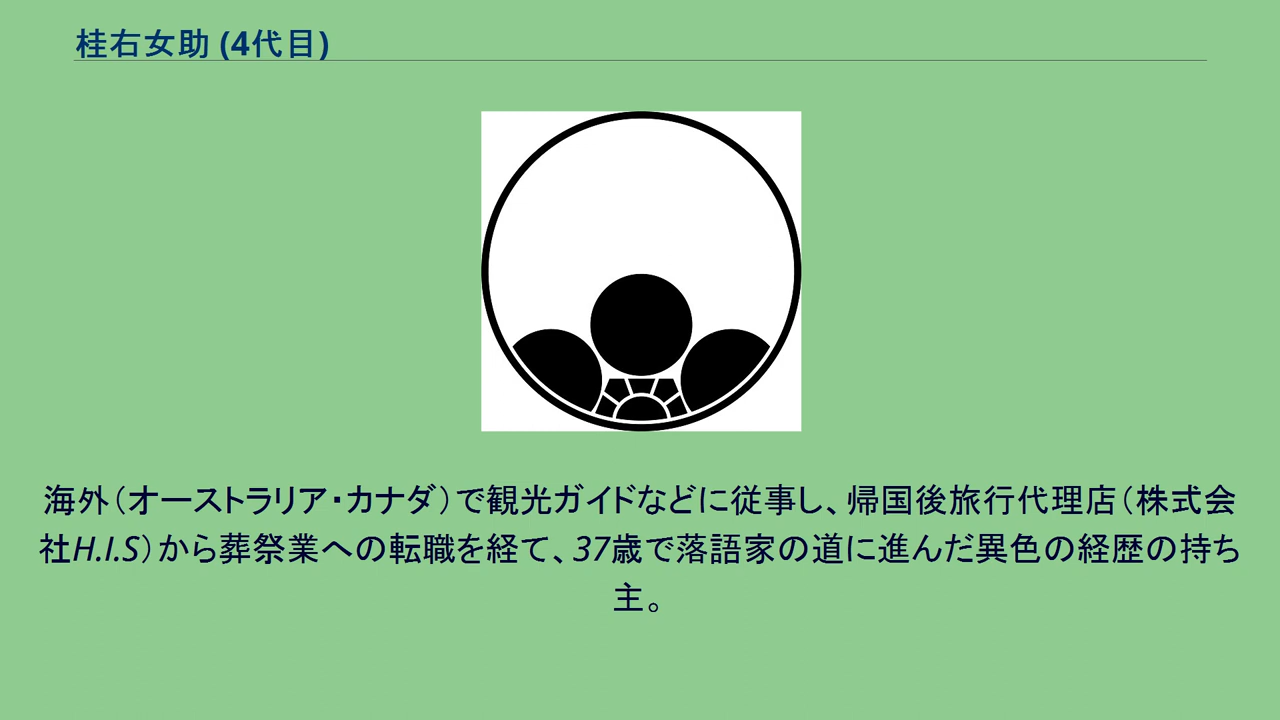 桂右女助 (4代目)
海外（オーストラリア・カナダ）で観光ガイドなどに従事し、帰国後旅行代理店（株式会
社H.I.S）から葬祭業への転職を経て、37歳で落語家の道に進んだ異色の経歴の持ち
主。